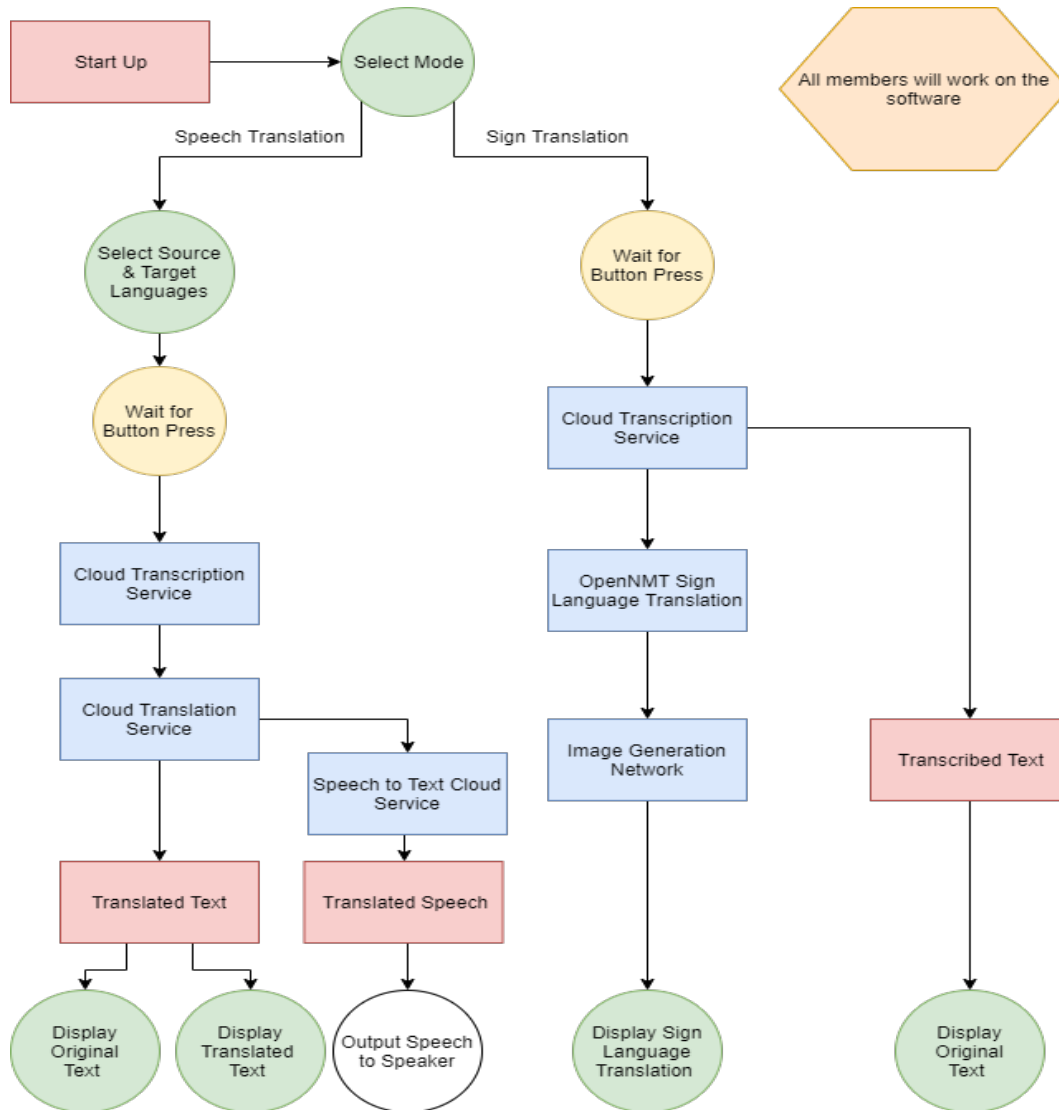 Start Up
Select Mode
All members will work on the
software
Speech Translation
Sign Translation
Select Source
& Target
Languages
Wait for
Button Press
Wait for
Button Press
Cloud Transcription
Service
Cloud Transcription
Service
OpenNMT Sign
Language Translation
Cloud Translation
Service
Speech to Text Cloud
Service
Image Generation
Network
Transcribed Text
Translated Text
Translated Speech
Display
Original
Text
Display
Translated
Text
Output Speech
to Speaker
Display Sign
Language
Translation
Display
Original
Text